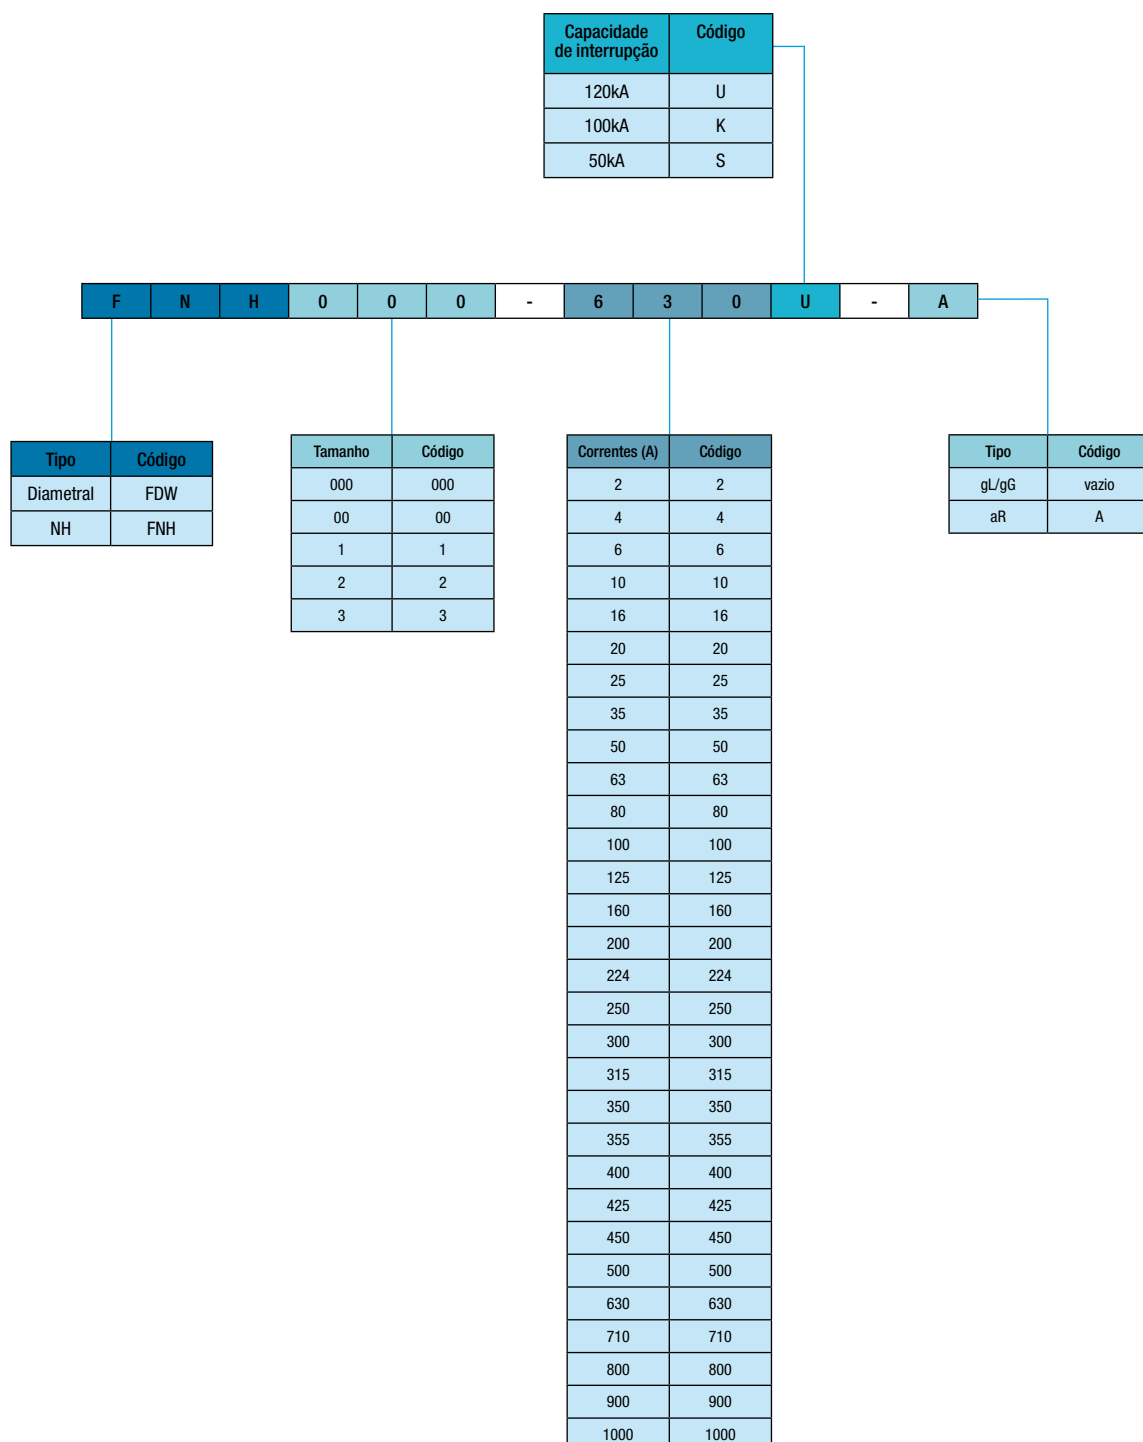 Capacidade de interrupção Código
120kA U
100kA K
50kA S
F N H 0 0 0 - 6 3 0 U - A
Tipo Código
Diametral FDW
NH FNH
Tamanho Código
000 000
00 00
1 1
2 2
3 3
Correntes (A) Código
2 2
4 4
6 6
10 10
16 16
20 20
25 25
35 35
50 50
63 63
80 80
100 100
125 125
160 160
200 200
224 224
250 250
300 300
315 315
350 350
355 355
400 400
425 425
450 450
500 500
630 630
710 710
800 800
900 900
1000 1000
Tipo Código
gL/gG vazio
aR A